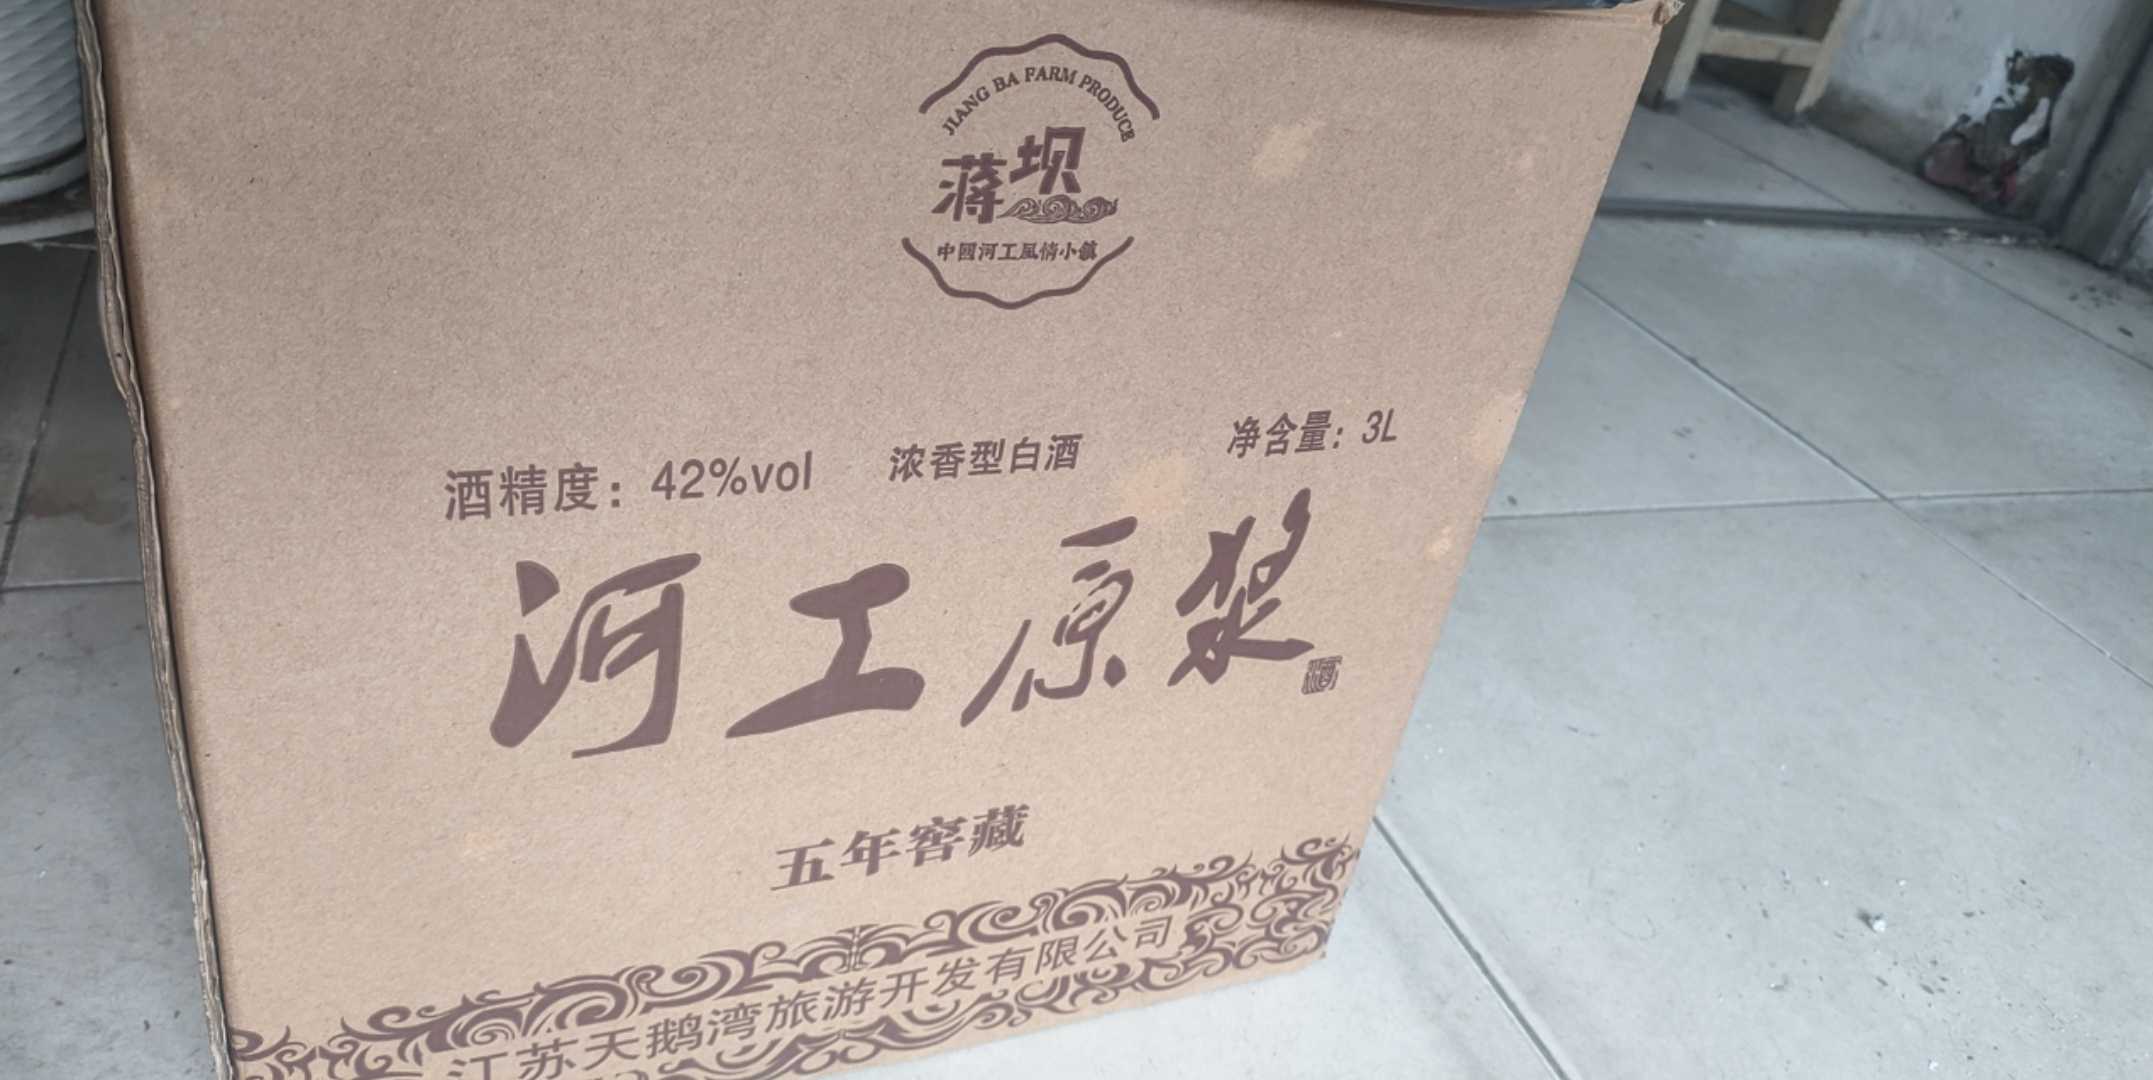 JIANG BA FARM PRODUCE
蒋坝
中國河工風情小鎮
酒精度：42%vol 浓香型白酒 净含量：3L
河工原浆
酒
五年窖藏
江苏天鹅湾旅游开发有限公司